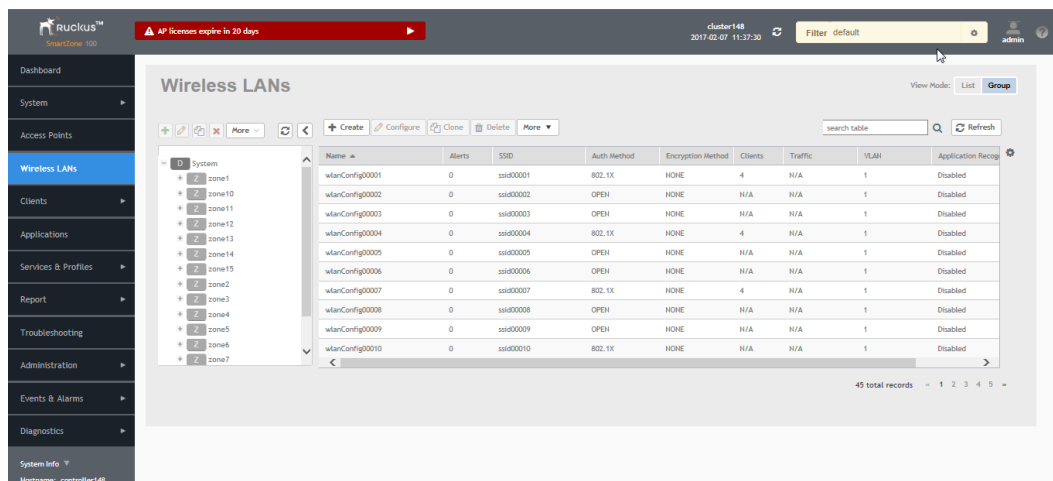 Ruckus™
SmartZone 100
AP licenses expire in 20 days
cluster148
2017-02-07 11:37:30
Filter default
admin
Dashboard
System
Access Points
Wireless LANs
Clients
Applications
Services & Profiles
Report
Troubleshooting
Administration
Events & Alarms
Diagnostics
System Info
Hostname: controller148
Wireless LANs
View Mode: List Group
More
Create Configure Clone Delete More
search table
Refresh
D System
Z zone1
Z zone10
Z zone11
Z zone12
Z zone13
Z zone14
Z zone15
Z zone2
Z zone3
Z zone4
Z zone5
Z zone6
Z zone7
Name Alerts SSID Auth Method Encryption Method Clients Traffic VLAN Application Recog
wlanConfig00001 0 ssid00001 802.1X NONE 4 N/A 1 Disabled
wlanConfig00002 0 ssid00002 OPEN NONE N/A N/A 1 Disabled
wlanConfig00003 0 ssid00003 OPEN NONE N/A N/A 1 Disabled
wlanConfig00004 0 ssid00004 802.1X NONE 4 N/A 1 Disabled
wlanConfig00005 0 ssid00005 OPEN NONE N/A N/A 1 Disabled
wlanConfig00006 0 ssid00006 OPEN NONE N/A N/A 1 Disabled
wlanConfig00007 0 ssid00007 802.1X NONE 4 N/A 1 Disabled
wlanConfig00008 0 ssid00008 OPEN NONE N/A N/A 1 Disabled
wlanConfig00009 0 ssid00009 OPEN NONE N/A N/A 1 Disabled
wlanConfig00010 0 ssid00010 802.1X NONE N/A N/A 1 Disabled
45 total records « 1 2 3 4 5 »